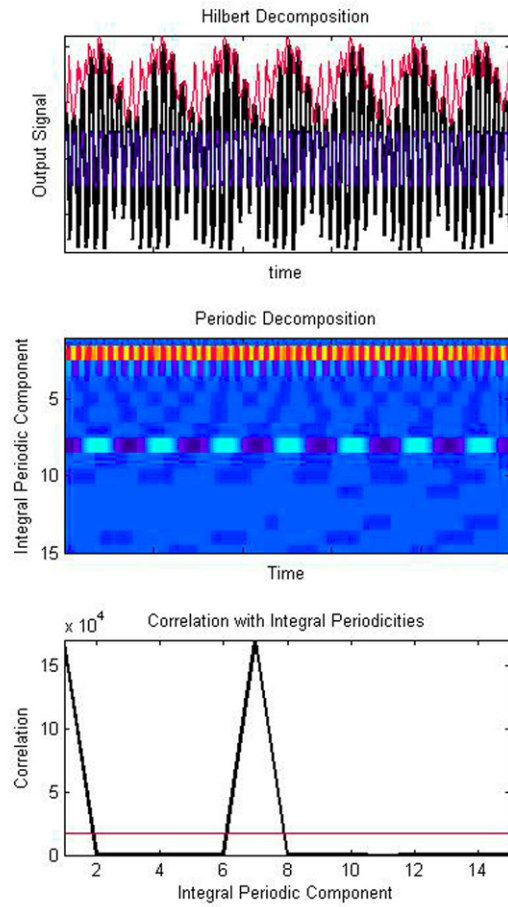 Hilbert Decomposition
Output Signal
time
Periodic Decomposition
Integral Periodic Component
5
10
15
Time
x 10^4
Correlation with Integral Periodicities
Correlation
15
10
5
0
2 4 6 8 10 12 14
Integral Periodic Component